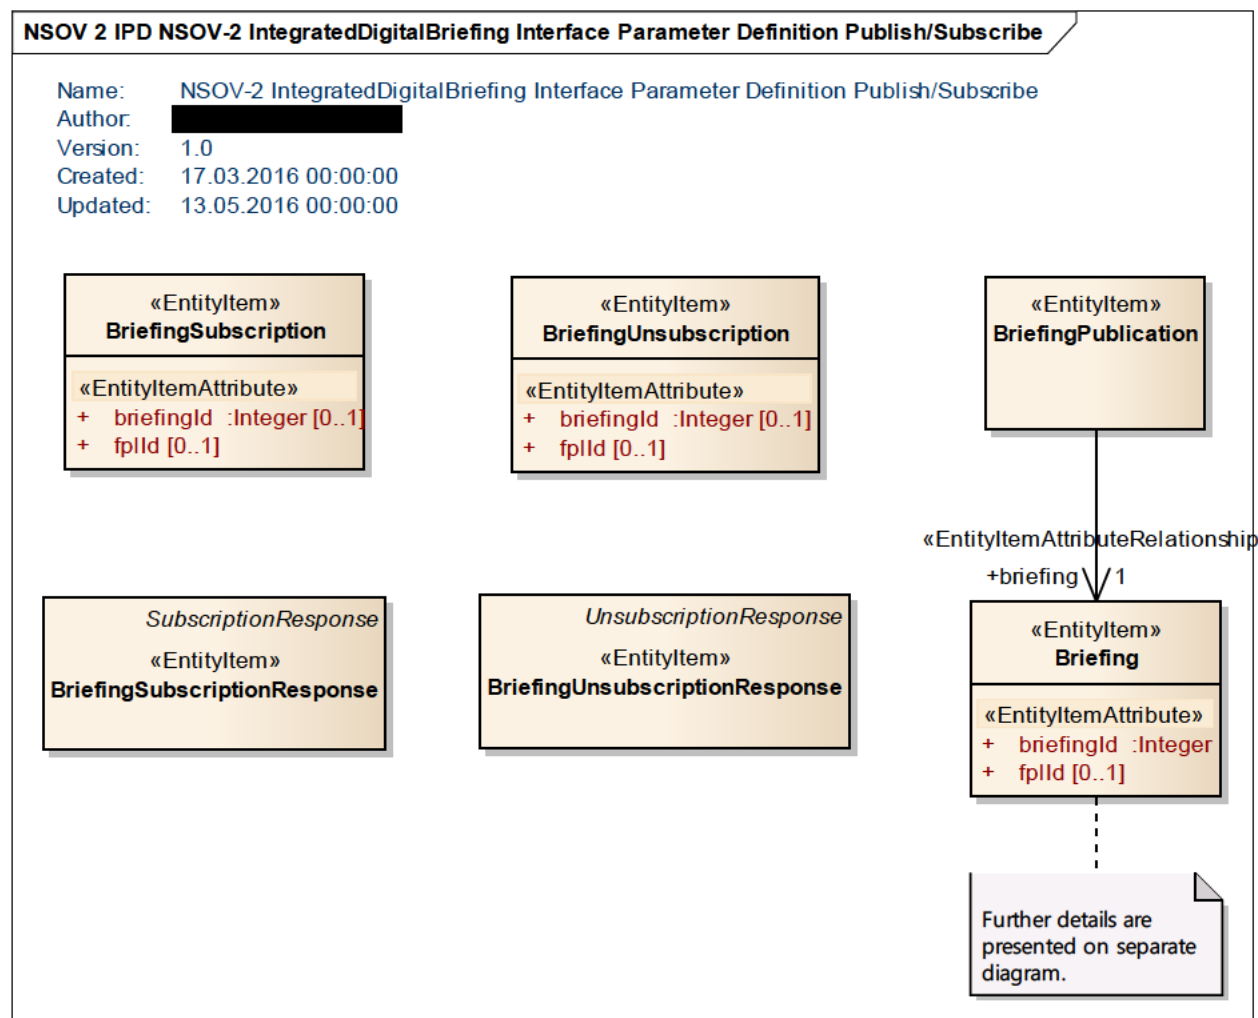 NSOV 2 IPD NSOV-2 IntegratedDigitalBriefing Interface Parameter Definition Publish/Subscribe
Name: NSOV-2 IntegratedDigitalBriefing Interface Parameter Definition Publish/Subscribe
Author:
Version: 1.0
Created: 17.03.2016 00:00:00
Updated: 13.05.2016 00:00:00
«EntityItem»
BriefingSubscription
«EntityItemAttribute»
+ briefingId :Integer [0..1]
+ fplId [0..1]
«EntityItem»
BriefingUnsubscription
«EntityItemAttribute»
+ briefingId :Integer [0..1]
+ fplId [0..1]
«EntityItem»
BriefingPublication
«EntityItemAttributeRelationship
+briefing 1
SubscriptionResponse
«EntityItem»
BriefingSubscriptionResponse
UnsubscriptionResponse
«EntityItem»
BriefingUnsubscriptionResponse
«EntityItem»
Briefing
«EntityItemAttribute»
+ briefingId :Integer
+ fplId [0..1]
Further details are
presented on separate
diagram.